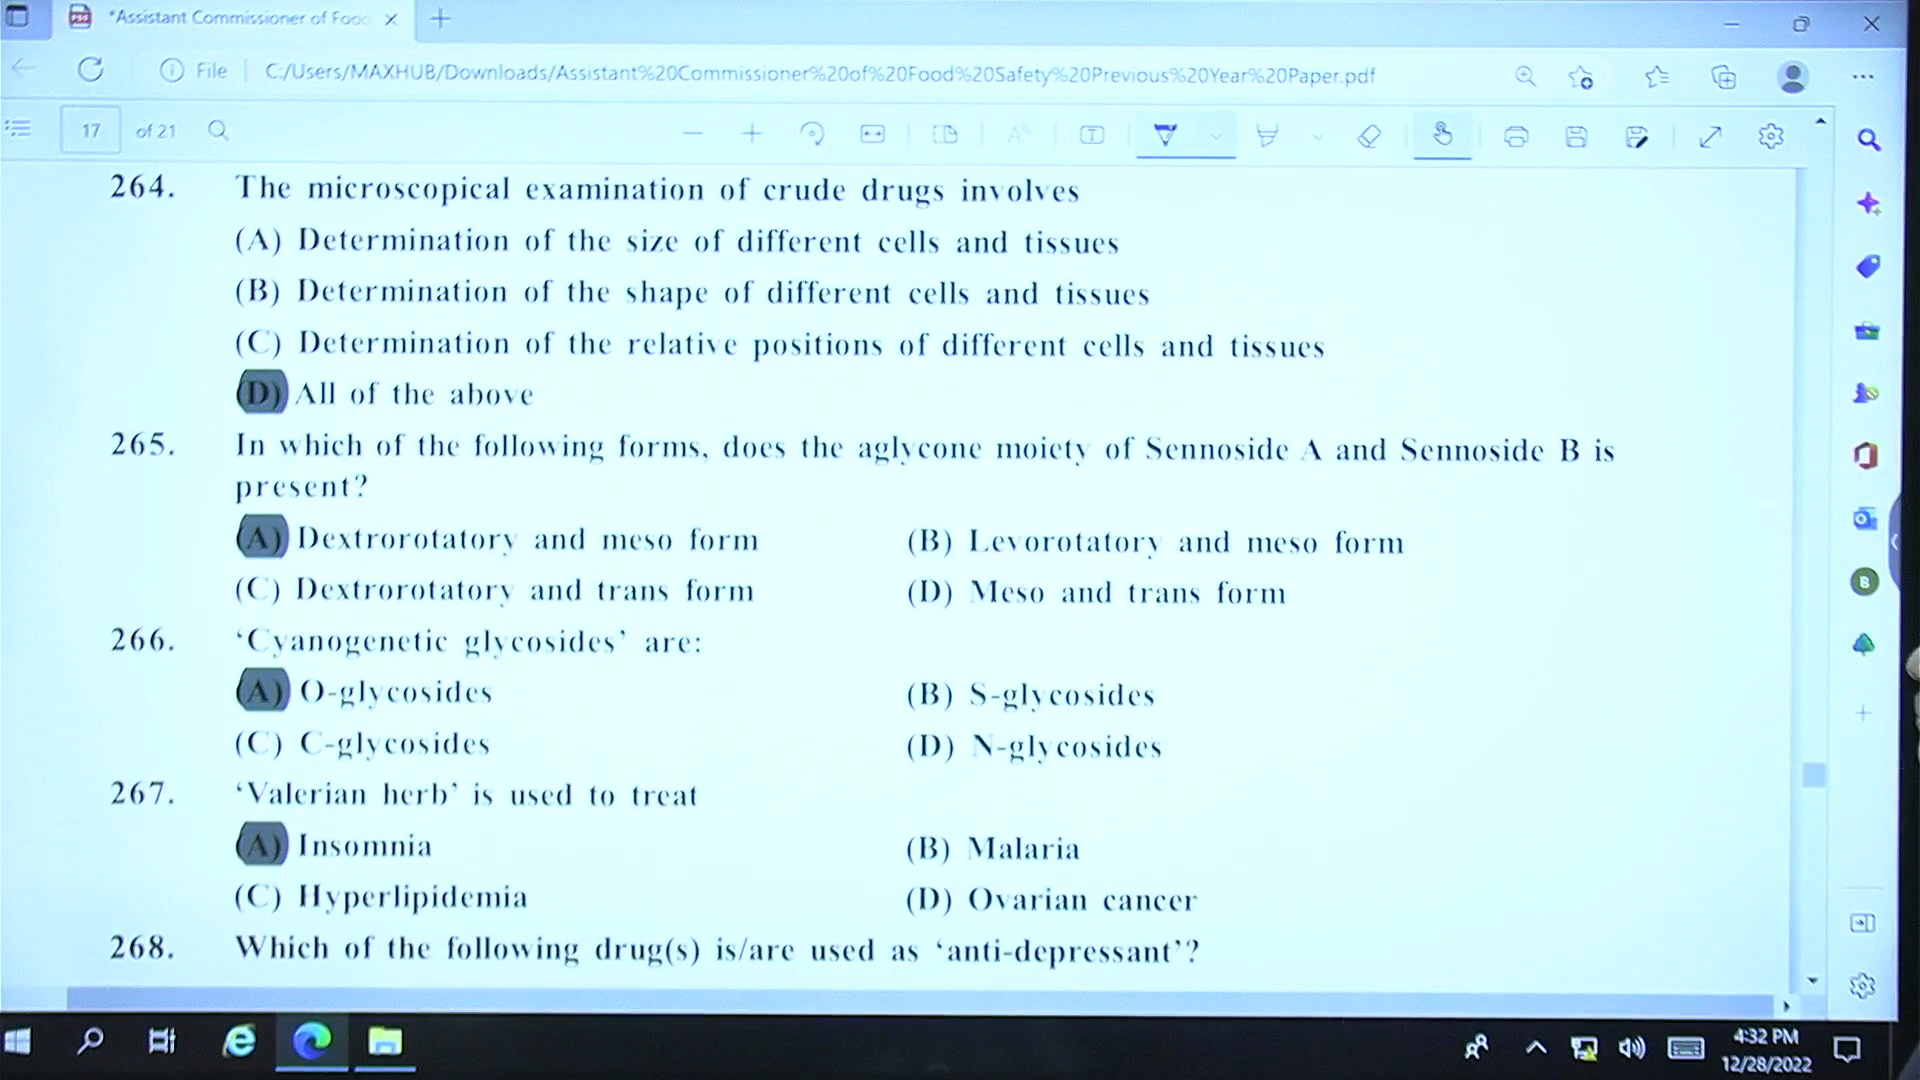 *Assistant Commissioner of Food
File
C:/Users/MAXHUB/Downloads/Assistant%20Commissioner%20of%20Food%20Safety%20Previous%20Year%20Paper.pdf
17 of 21
264. The microscopical examination of crude drugs involves
(A) Determination of the size of different cells and tissues
(B) Determination of the shape of different cells and tissues
(C) Determination of the relative positions of different cells and tissues
(D) All of the above
265. In which of the following forms, does the aglycone moiety of Sennoside A and Sennoside B is
present?
(A) Dextrorotatory and meso form (B) Levorotatory and meso form
(C) Dextrorotatory and trans form (D) Meso and trans form
266. ‘Cyanogenetic glycosides’ are:
(A) O-glycosides (B) S-glycosides
(C) C-glycosides (D) N-glycosides
267. ‘Valerian herb’ is used to treat
(A) Insomnia (B) Malaria
(C) Hyperlipidemia (D) Ovarian cancer
268. Which of the following drug(s) is/are used as ‘anti-depressant’?
4:32 PM
12/28/2022